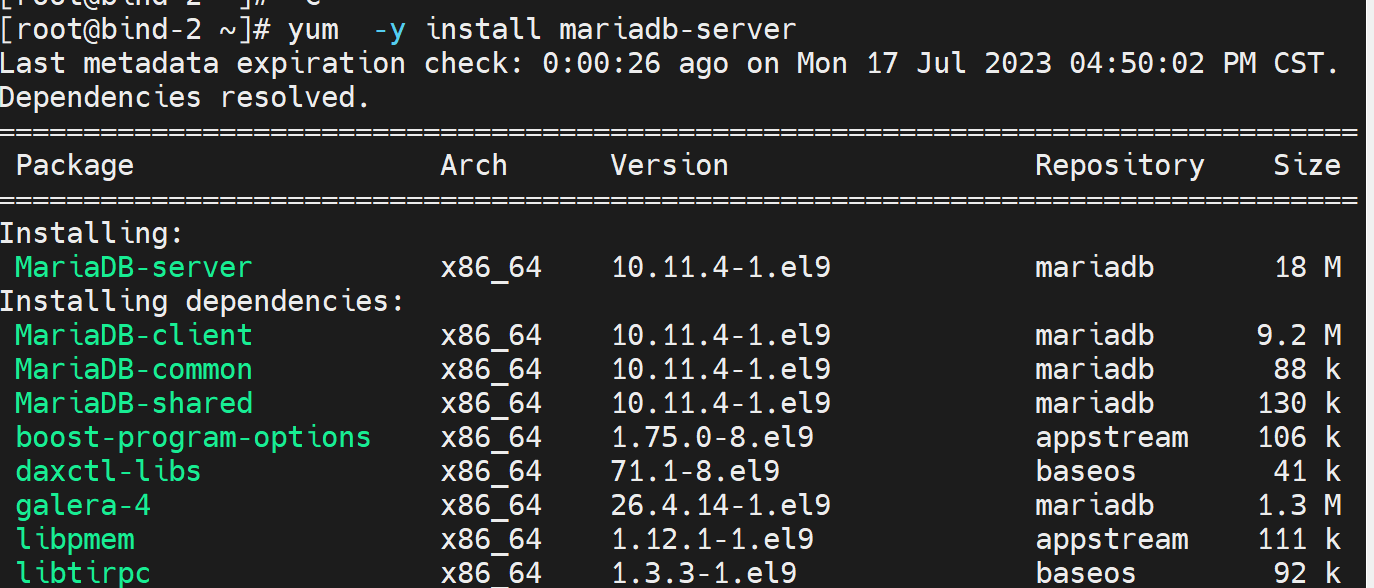 [root@bind-2 ~]# ^C
[root@bind-2 ~]# yum  -y install mariadb-server
Last metadata expiration check: 0:00:26 ago on Mon 17 Jul 2023 04:50:02 PM CST.
Dependencies resolved.
================================================================================
 Package                  Arch      Version                  Repository    Size
================================================================================
Installing:
 MariaDB-server           x86_64    10.11.4-1.el9            mariadb       18 M
Installing dependencies:
 MariaDB-client           x86_64    10.11.4-1.el9            mariadb      9.2 M
 MariaDB-common           x86_64    10.11.4-1.el9            mariadb       88 k
 MariaDB-shared           x86_64    10.11.4-1.el9            mariadb      130 k
 boost-program-options    x86_64    1.75.0-8.el9             appstream    106 k
 daxctl-libs              x86_64    71.1-8.el9               baseos        41 k
 galera-4                 x86_64    26.4.14-1.el9            mariadb      1.3 M
 libpmem                  x86_64    1.12.1-1.el9             appstream    111 k
 libtirpc                 x86_64    1.3.3-1.el9              baseos        92 k